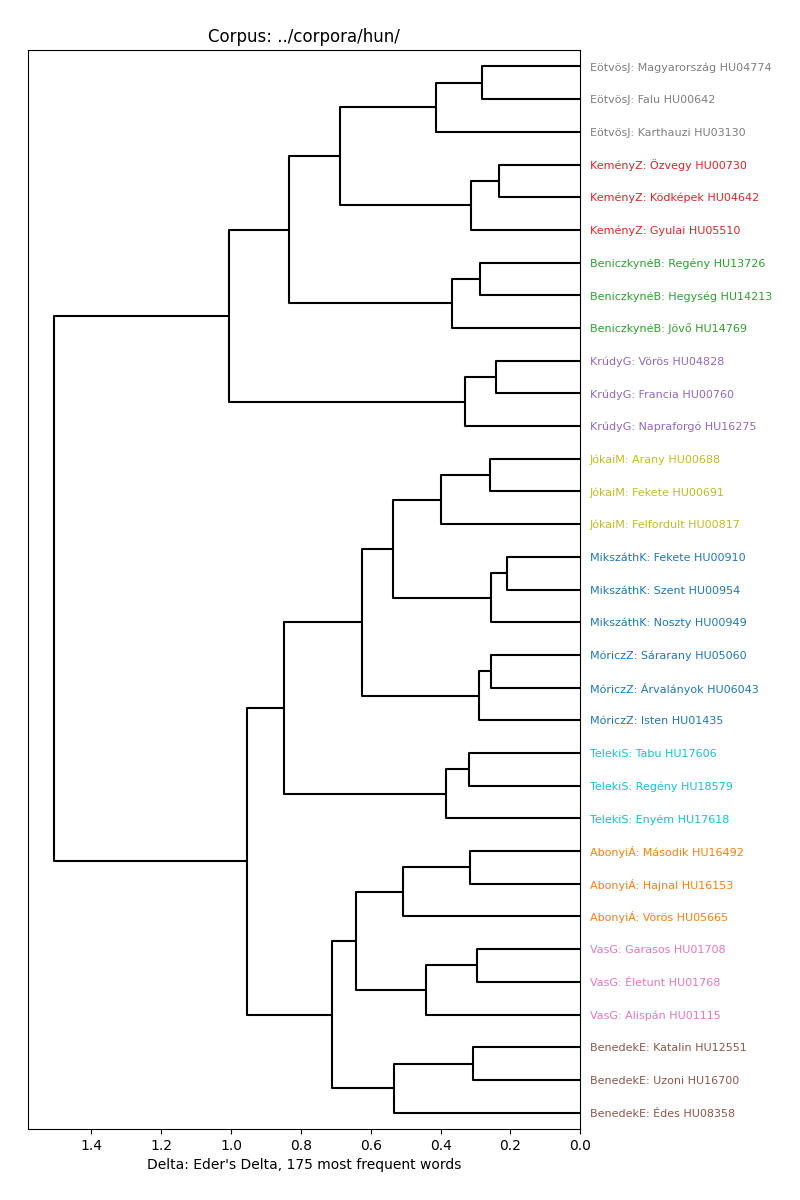 Corpus: ../corpora/hun/
EötvösJ: Magyarország HU04774
EötvösJ: Falu HU00642
EötvösJ: Karthauzi HU03130
KeményZ: Özvegy HU00730
KeményZ: Ködképek HU04642
KeményZ: Gyulai HU05510
BeniczkynéB: Regény HU13726
BeniczkynéB: Hegység HU14213
BeniczkynéB: Jövő HU14769
KrúdyG: Vörös HU04828
KrúdyG: Francia HU00760
KrúdyG: Napraforgó HU16275
JókaiM: Arany HU00688
JókaiM: Fekete HU00691
JókaiM: Felfordult HU00817
MikszáthK: Fekete HU00910
MikszáthK: Szent HU00954
MikszáthK: Noszty HU00949
MóriczZ: Sárarany HU05060
MóriczZ: Árvalányok HU06043
MóriczZ: Isten HU01435
TelekiS: Tabu HU17606
TelekiS: Regény HU18579
TelekiS: Enyém HU17618
AbonyiÁ: Második HU16492
AbonyiÁ: Hajnal HU16153
AbonyiÁ: Vörös HU05665
VasG: Garasos HU01708
VasG: Életunt HU01768
VasG: Alispán HU01115
BenedekE: Katalin HU12551
BenedekE: Uzoni HU16700
BenedekE: Édes HU08358
1.4 1.2 1.0 0.8 0.6 0.4 0.2 0.0
Delta: Eder's Delta, 175 most frequent words